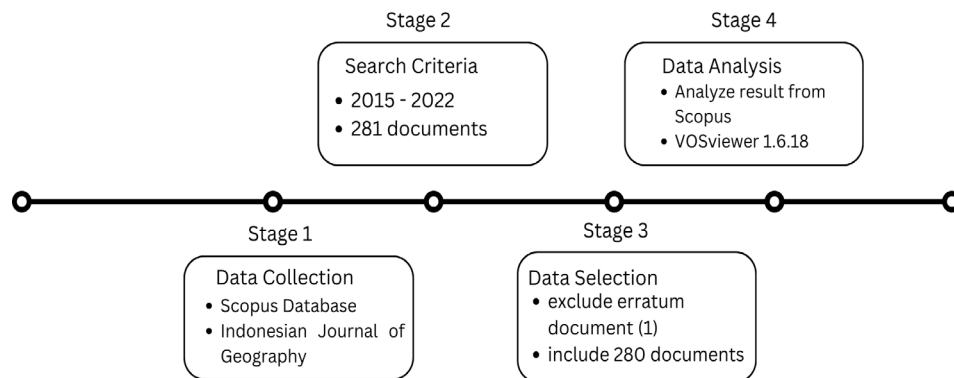 Stage 2
Search Criteria
• 2015 - 2022
• 281 documents
Stage 4
Data Analysis
• Analyze result from
Scopus
• VOSviewer 1.6.18
Stage 1
Data Collection
• Scopus Database
• Indonesian Journal of
Geography
Stage 3
Data Selection
• exclude erratum
document (1)
• include 280 documents